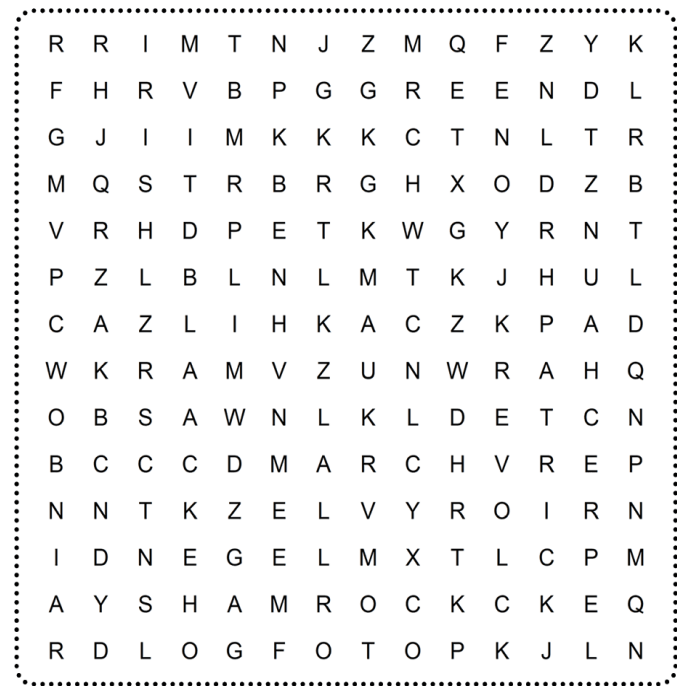 R R I M T N J Z M Q F Z Y K
F H R V B P G G R E E N D L
G J I I M K K K C T N L T R
M Q S T R B R G H X O D Z B
V R H D P E T K W G Y R N T
P Z L B L N L M T K J H U L
C A Z L I H K A C Z K P A D
W K R A M V Z U N W R A H Q
O B S A W N L K L D E T C N
B C C C D M A R C H V R E P
N N T K Z E L V Y R O I R N
I D N E G E L M X T L C P M
A Y S H A M R O C K C K E Q
R D L O G F O T O P K J L N